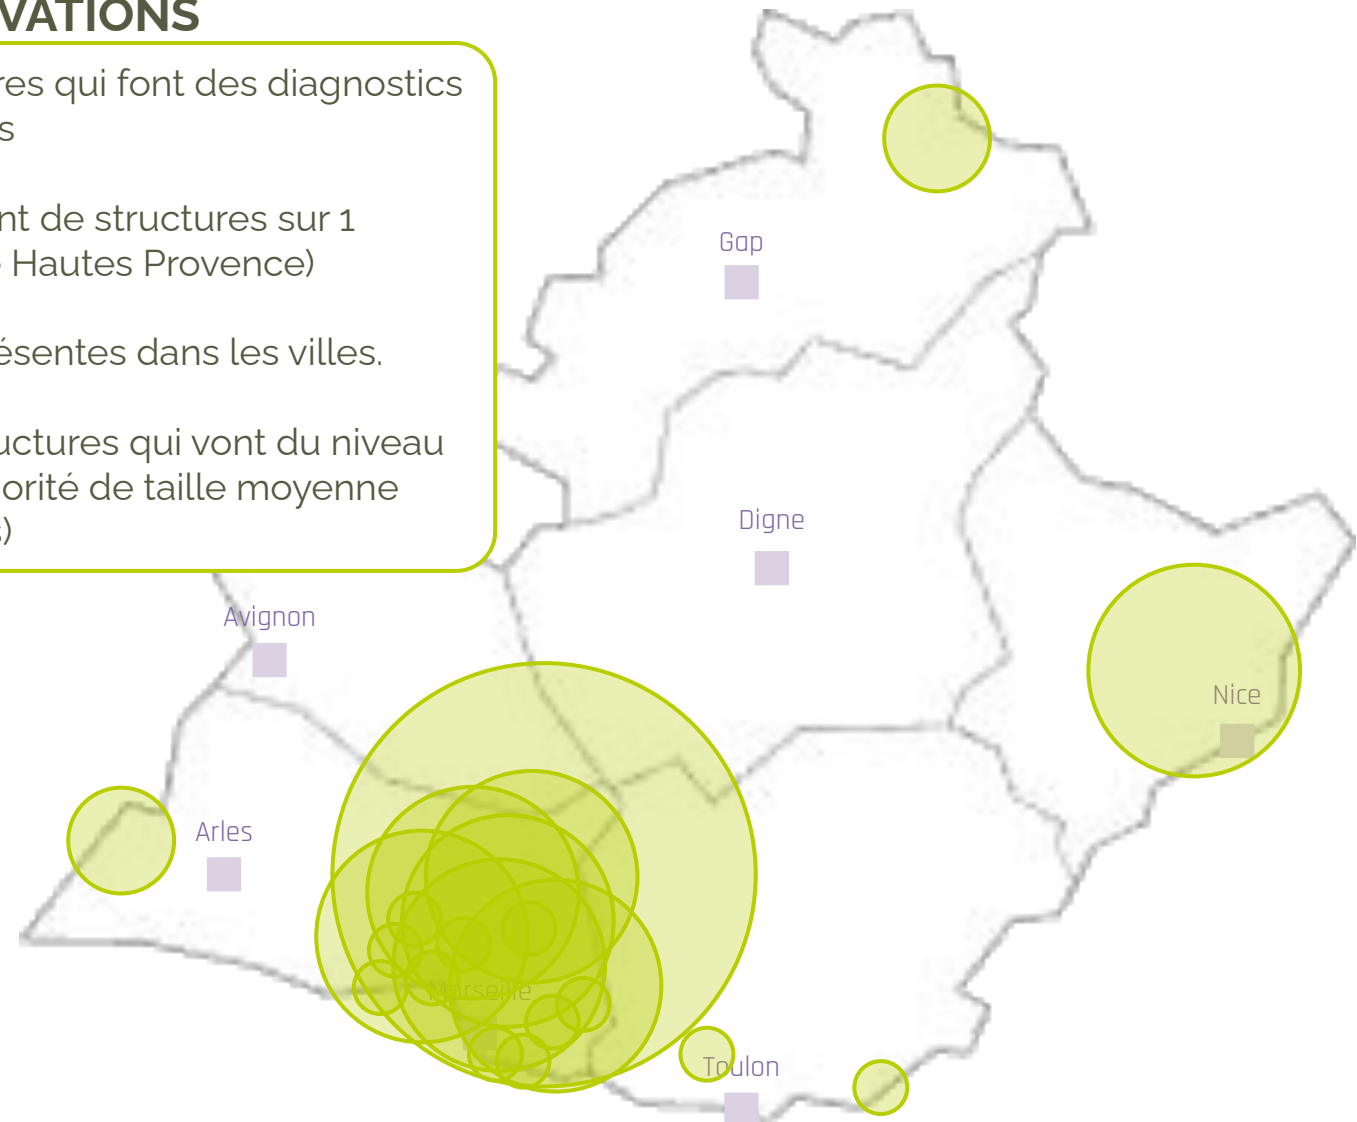 VATIONS
res qui font des diagnostics
s
nt de structures sur 1
e Hautes Provence)
ésentes dans les villes.
uctures qui vont du niveau
orité de taille moyenne
s)
Gap
Digne
Avignon
Nice
Arles
Marseille
Toulon